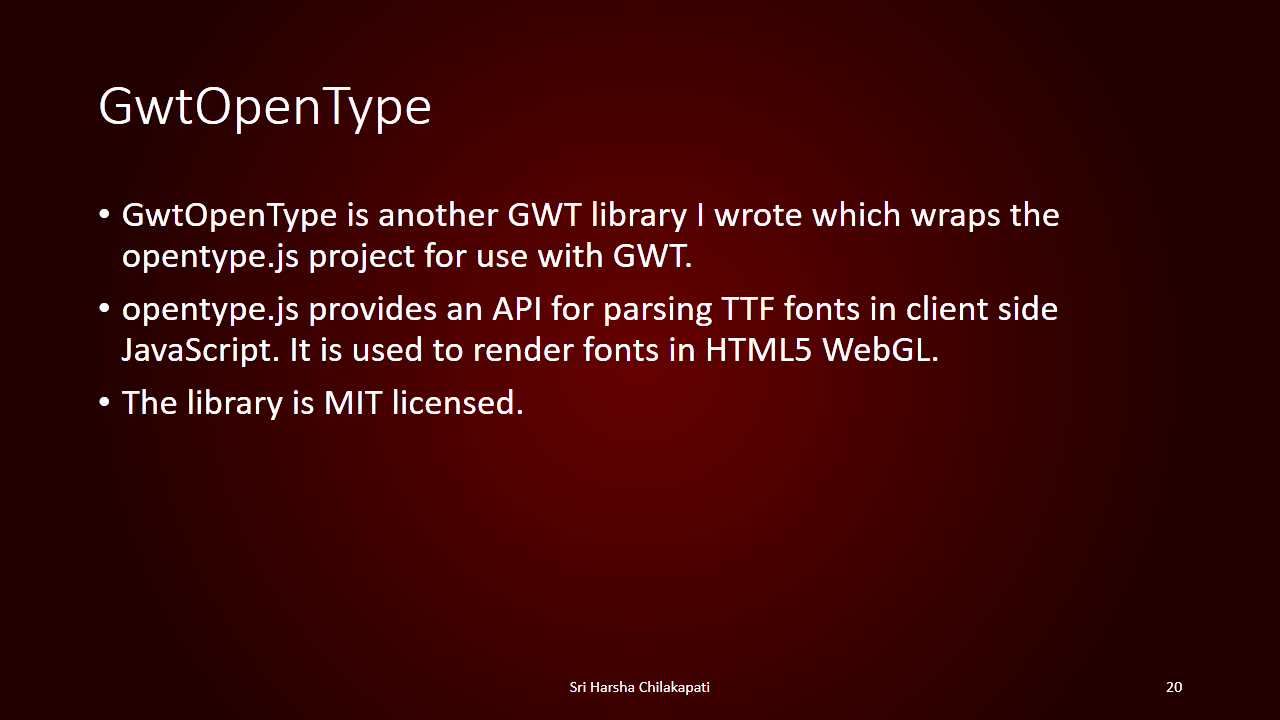 GwtOpenType
• GwtOpenType is another GWT library I wrote which wraps the
opentype.js project for use with GWT.
• opentype.js provides an API for parsing TTF fonts in client side
JavaScript. It is used to render fonts in HTML5 WebGL.
• The library is MIT licensed.
Sri Harsha Chilakapati
20